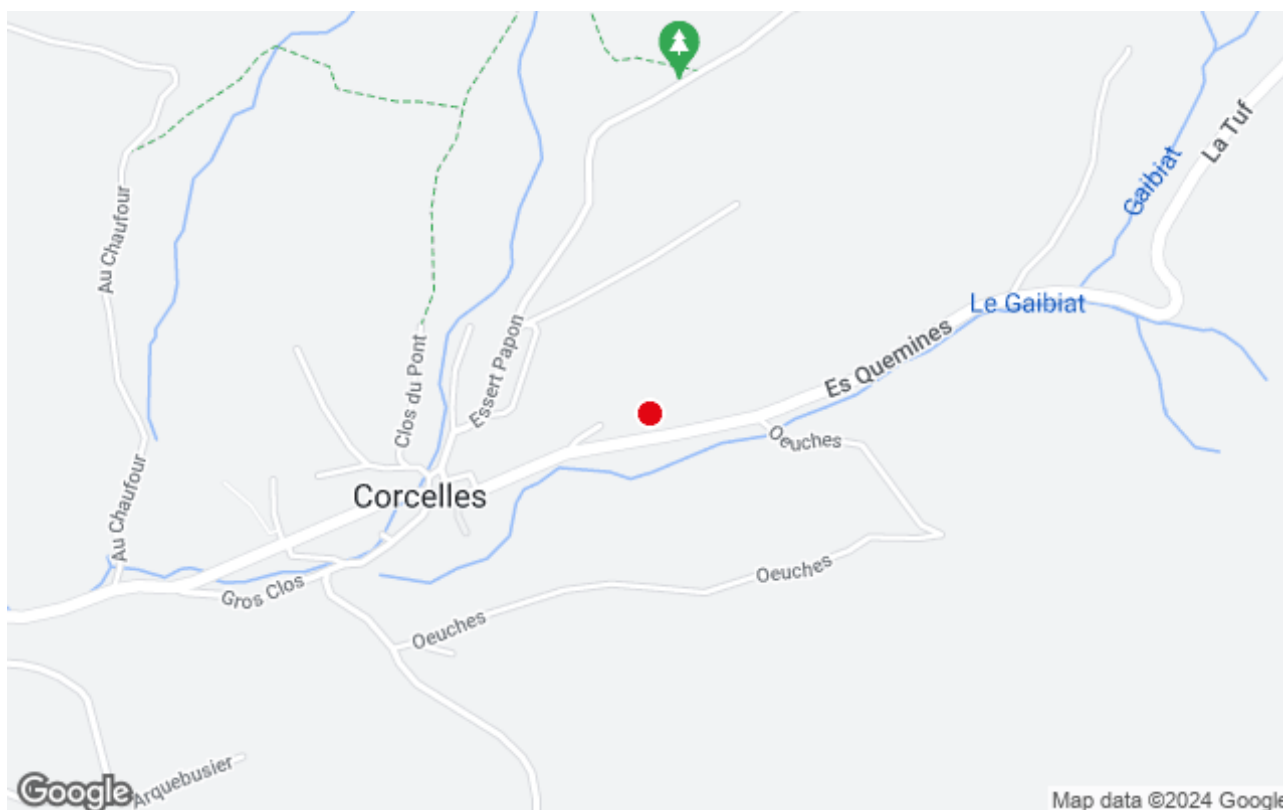 La Tuf
Gaibiat
Au Chaufour
Le Gaibiat
Clos du Pont
Essert Papon
Es Quemines
Oeuches
Corcelles
Au Chaufour
Oeuches
Gros Clos
Oeuches
Arquebusier
Google
Map data ©2024 Google